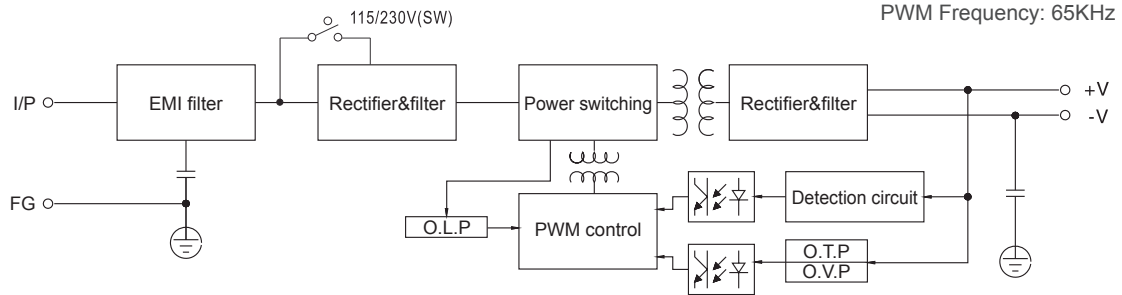 PWM Frequency: 65KHz
115/230V(SW)
I/P
EMI filter
Rectifier&filter
Power switching
Rectifier&filter
+V
-V
FG
O.L.P
PWM control
Detection circuit
O.T.P
O.V.P